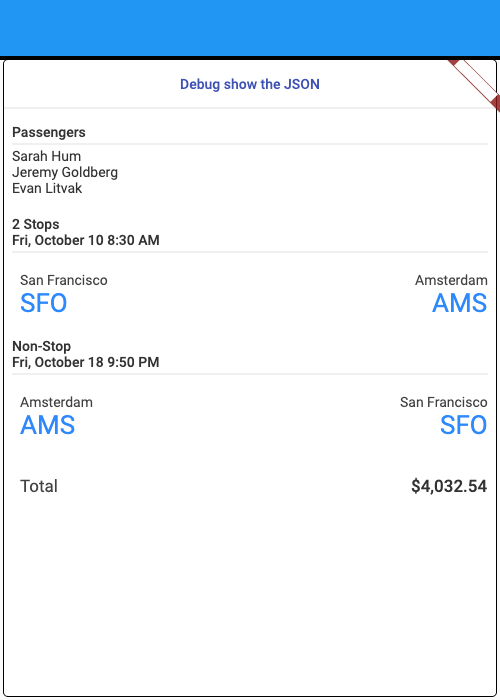 Debug show the JSON
Passengers
Sarah Hum
Jeremy Goldberg
Evan Litvak
2 Stops
Fri, October 10 8:30 AM
San Francisco Amsterdam
SFO AMS
Non-Stop
Fri, October 18 9:50 PM
Amsterdam San Francisco
AMS SFO
Total $4,032.54